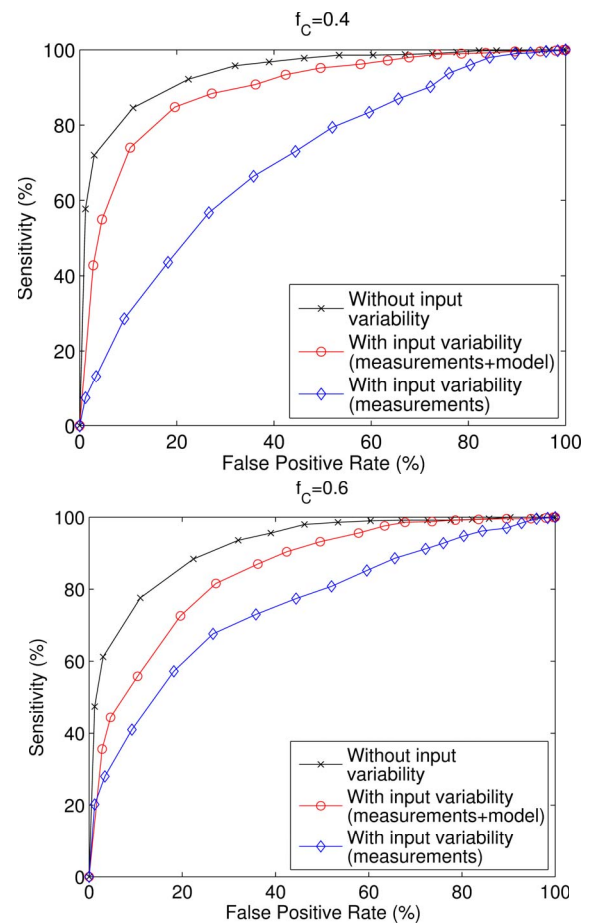 f_C=0.4
100
80
60
40
20
0
Sensitivity (%)
Without input
variability
With input variability
(measurements+model)
With input variability
(measurements)
0 20 40 60 80 100
False Positive Rate (%)
f_C=0.6
100
80
60
40
20
0
Sensitivity (%)
Without input
variability
With input variability
(measurements+model)
With input variability
(measurements)
0 20 40 60 80 100
False Positive Rate (%)